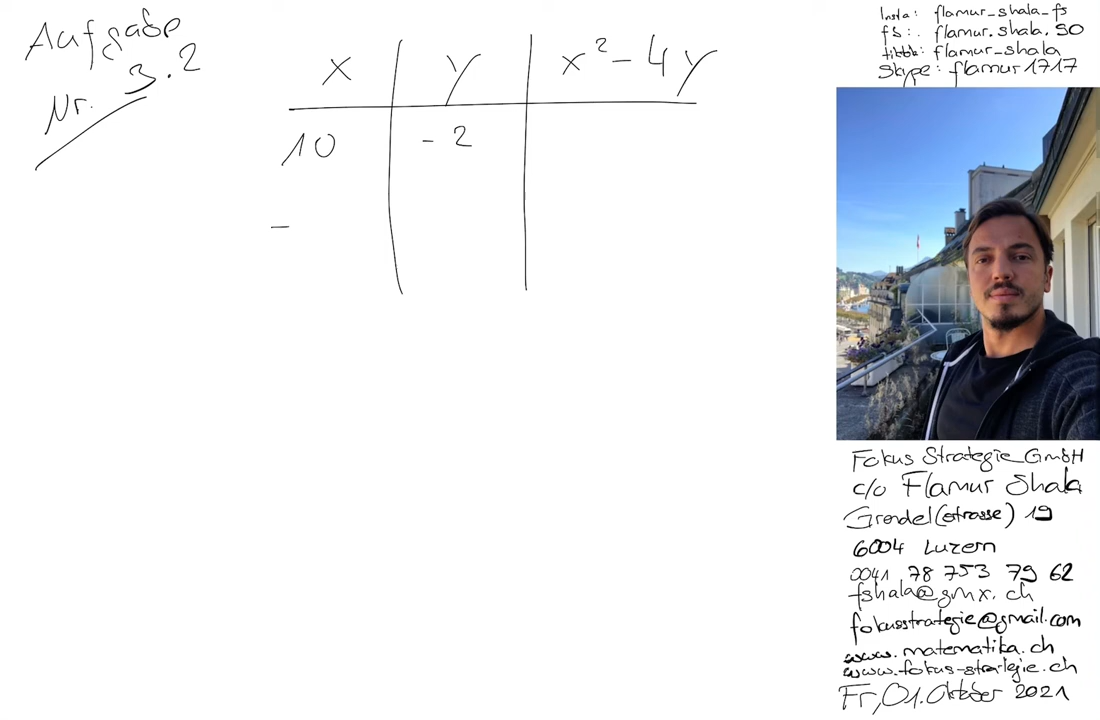 Aufgabe
Nr. 3.2
x y x² - 4y
10 - 2
-
Insta: flamur_shala_fs
fs:. flamur.shala.90
tiktok: flamur_shala
Skype: flamur1717
Fokus Strategie GmbH
c/o Flamur Shala
Grendel(strasse) 19
6004 Luzern
0041 78 753 79 62
fshala@gmx.ch
fokusstrategie@gmail.com
www.matematika.ch
www.fokus-strategie.ch
Fr, 01. Oktober 2021